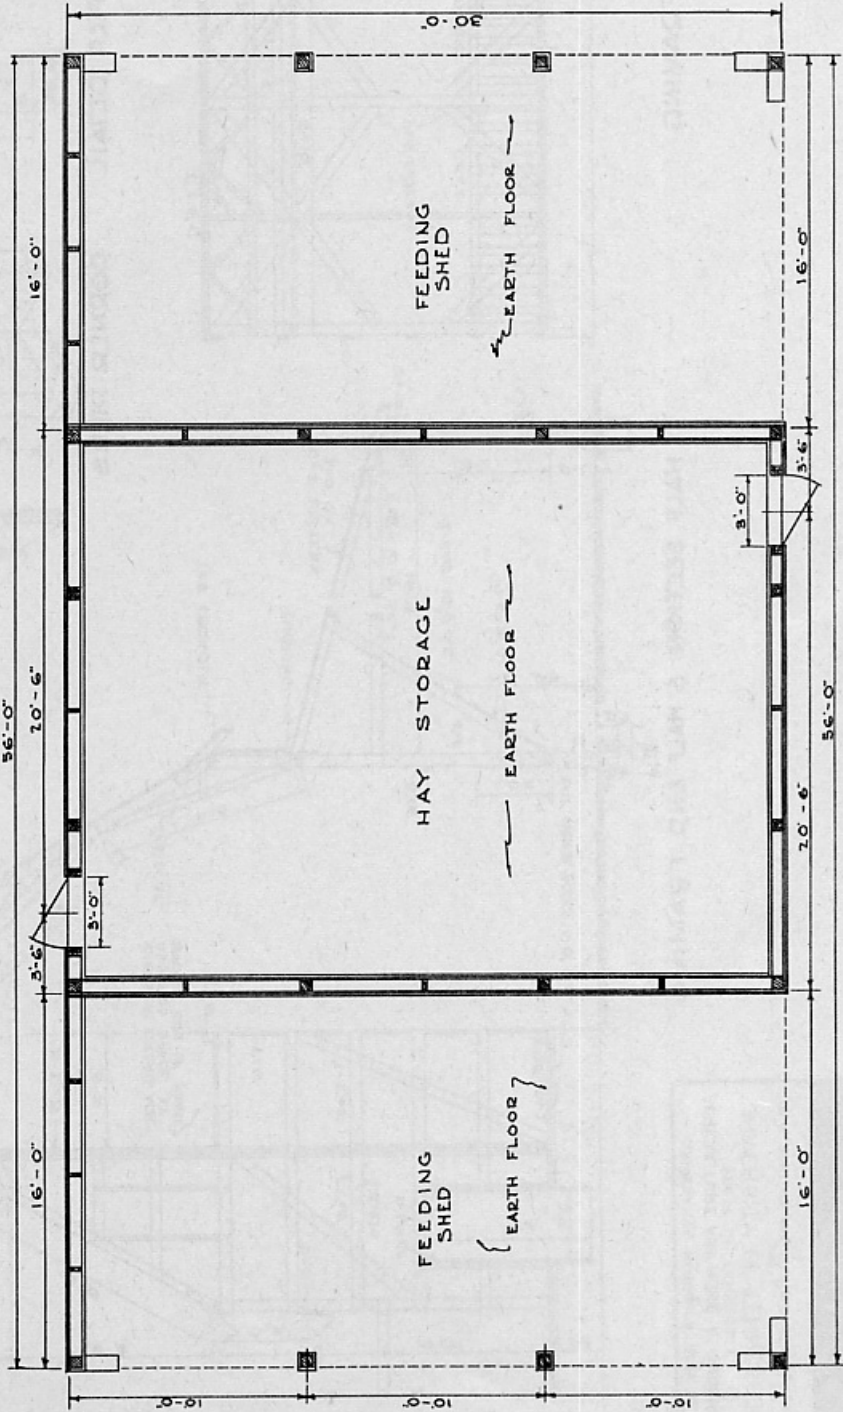 56'-0"
16'-0"
3'-6"
20'-6"
16'-0"
3'-0"
10'-0"
10'-0"
10'-0"
30'-0"
FEEDING
SHED
EARTH FLOOR
HAY STORAGE
EARTH FLOOR
FEEDING
SHED
EARTH FLOOR
3'-0"
16'-0"
20'-6"
3'-6"
16'-0"
56'-0"